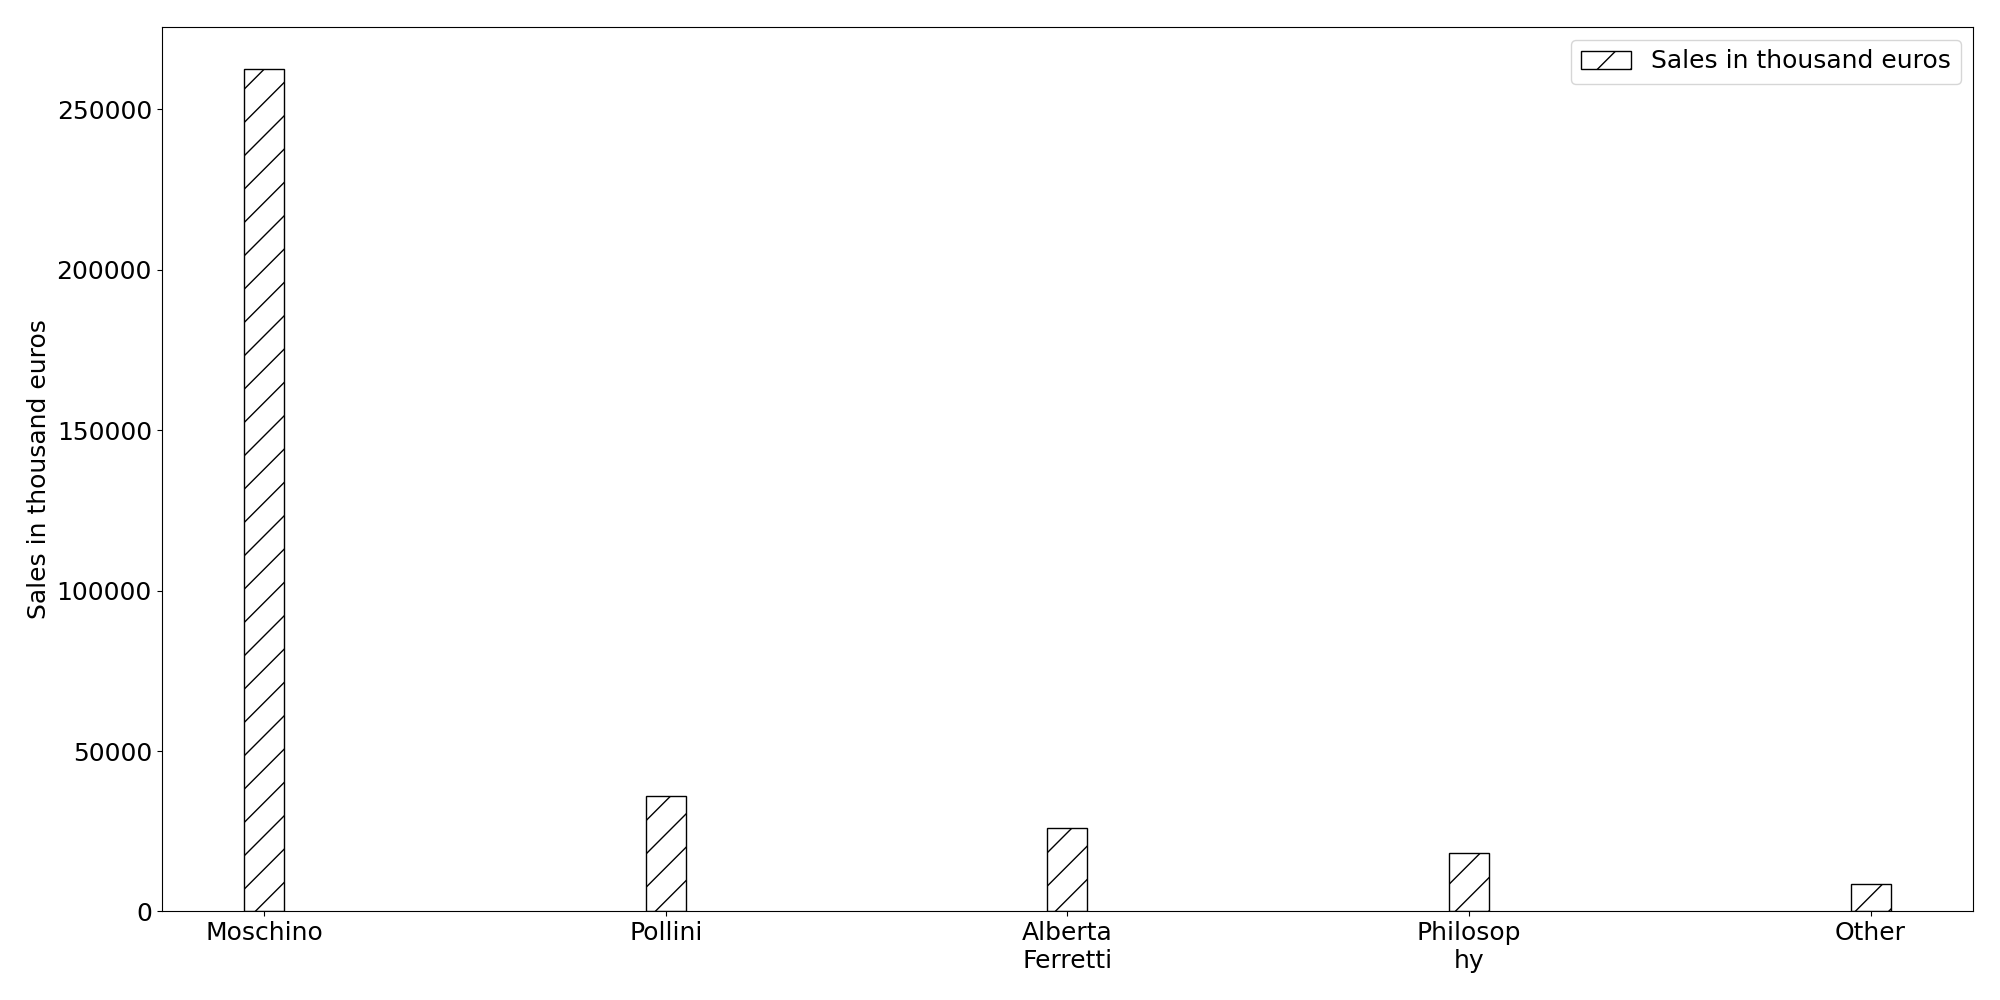 Sales in thousand euros
250000
200000
150000
100000
50000
0
Sales in thousand euros
Moschino
Pollini
Alberta
Ferretti
Philosop
hy
Other